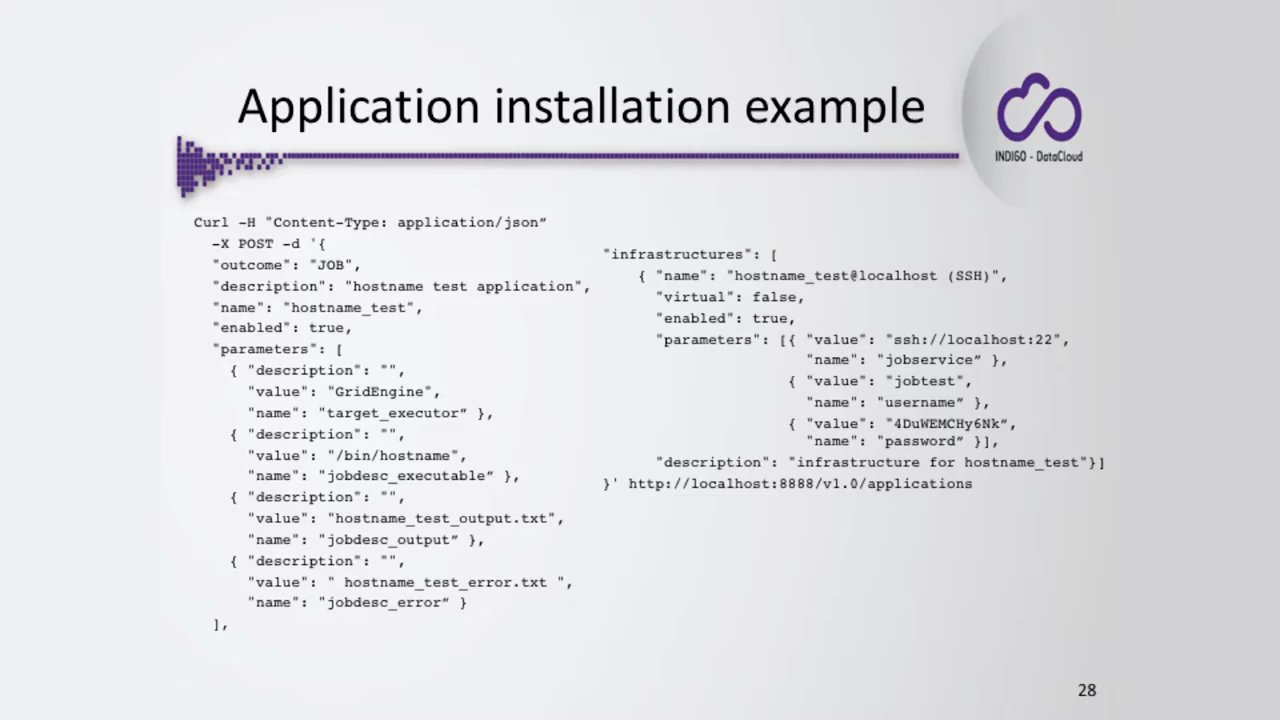 Application installation example
INDIGO - DataCloud
Curl -H "Content-Type: application/json”
-X POST -d '{
"outcome": "JOB",
"description": "hostname test application",
"name": "hostname_test",
"enabled": true,
"parameters": [
{ "description": "",
"value": "GridEngine",
"name": "target_executor” },
{ "description": "",
"value": "/bin/hostname",
"name": "jobdesc_executable” },
{ "description": "",
"value": "hostname_test_output.txt",
"name": "jobdesc_output” },
{ "description": "",
"value": " hostname_test_error.txt ",
"name": "jobdesc_error” }
],
"infrastructures": [
{ "name": "hostname_test@localhost (SSH)",
"virtual": false,
"enabled": true,
"parameters": [{ "value": "ssh://localhost:22",
"name": "jobservice” },
{ "value": "jobtest",
"name": "username” },
{ "value": "4DuWEMCHy6Nk”,
"name": "password” }],
"description": "infrastructure for hostname_test"}]
}' http://localhost:8888/v1.0/applications
28